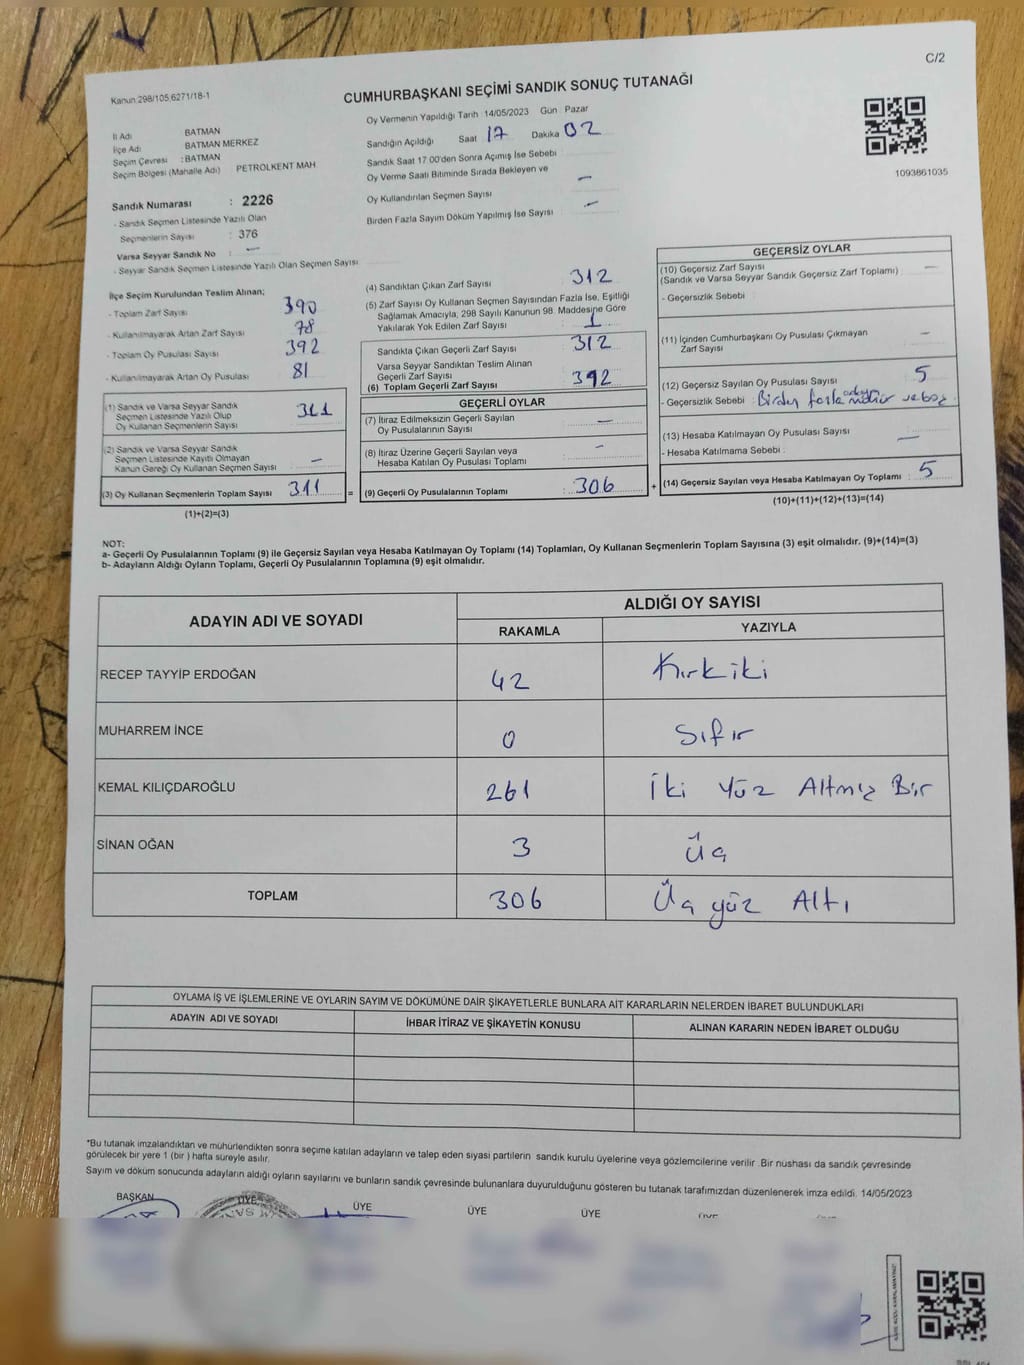 C/2
Kanun:298/105,6271/18-1
CUMHURBAŞKANI SEÇİMİ SANDIK SONUÇ TUTANAĞI
İl Adı BATMAN
İlçe Adı BATMAN MERKEZ
Seçim Çevresi : BATMAN
Seçim Bölgesi (Mahalle Adı) PETROLKENT MAH
Oy Vermenin Yapıldığı Tarih 14/05/2023 Gün Pazar
Sandığın Açıldığı Saat 17 Dakika 02
Sandık Saat 17.00'den Sonra Açımış İse Sebebi
Oy Verme Saati Bitiminde Sırada Bekleyen ve
Oy Kullandırılan Seçmen Sayısı –
Birden Fazla Sayım Döküm Yapılmış İse Sayısı –
1093861035
Sandık Numarası : 2226
- Sandık Seçmen Listesinde Yazılı Olan
Seçmenlerin Sayısı : 376
Varsa Seyyar Sandık No : –
- Seyyar Sandık Seçmen Listesinde Yazılı Olan Seçmen Sayısı
İlçe Seçim Kurulundan Teslim Alınan;
- Toplam Zarf Sayısı 390
- Kullanılmayarak Artan Zarf Sayısı 78
- Toplam Oy Pusulası Sayısı 392
- Kullanılmayarak Artan Oy Pusulası 81
(1) Sandık ve Varsa Seyyar Sandık
Seçmen Listesinde Yazılı Olup
Oy Kullanan Seçmenlerin Sayısı 311
(2) Sandık ve Varsa Seyyar Sandık
Seçmen Listesinde Kayıtlı Olmayan
Kanun Gereği Oy Kullanan Seçmen Sayısı –
(3) Oy Kullanan Seçmenlerin Toplam Sayısı 311 =
(1)+(2)=(3)
(4) Sandıktan Çıkan Zarf Sayısı 312
(5) Zarf Sayısı Oy Kullanan Seçmen Sayısından Fazla İse, Eşitliği
Sağlamak Amacıyla, 298 Sayılı Kanunun 98. Maddesine Göre
Yakılarak Yok Edilen Zarf Sayısı 1
Sandıkta Çıkan Geçerli Zarf Sayısı 312
Varsa Seyyar Sandıktan Teslim Alınan
Geçerli Zarf Sayısı
(6) Toplam Geçerli Zarf Sayısı 392
GEÇERLİ OYLAR
(7) İtiraz Edilmeksizin Geçerli Sayılan
Oy Pusulalarının Sayısı –
(8) İtiraz Üzerine Geçerli Sayılan veya
Hesaba Katılan Oy Pusulası Toplamı –
(9) Geçerli Oy Pusulalarının Toplamı : 306 +
GEÇERSİZ OYLAR
(10) Geçersiz Zarf Sayısı
(Sandık ve Varsa Seyyar Sandık Geçersiz Zarf Toplamı) –
- Geçersizlik Sebebi
(11) İçinden Cumhurbaşkanı Oy Pusulası Çıkmayan
Zarf Sayısı –
(12) Geçersiz Sayılan Oy Pusulası Sayısı 5
- Geçersizlik Sebebi : Birden fazla mühür ve boş
(13) Hesaba Katılmayan Oy Pusulası Sayısı
- Hesaba Katılmama Sebebi : –
(14) Geçersiz Sayılan veya Hesaba Katılmayan Oy Toplamı : 5
(10)+(11)+(12)+(13)=(14)
NOT:
a- Geçerli Oy Pusulalarının Toplamı (9) ile Geçersiz Sayılan veya Hesaba Katılmayan Oy Toplamı (14) Toplamları, Oy Kullanan Seçmenlerin Toplam Sayısına (3) eşit olmalıdır. (9)+(14)=(3)
b- Adayların Aldığı Oyların Toplamı, Geçerli Oy Pusulalarının Toplamına (9) eşit olmalıdır.
ADAYIN ADI VE SOYADI
ALDIĞI OY SAYISI
RAKAMLA YAZIYLA
RECEP TAYYİP ERDOĞAN 42 Kırkiki
MUHARREM İNCE 0 Sıfır
KEMAL KILIÇDAROĞLU 261 İki Yüz Altmış Bir
SİNAN OĞAN 3 Üç
TOPLAM 306 Üç yüz Altı
OYLAMA İŞ VE İŞLEMLERİNE VE OYLARIN SAYIM VE DÖKÜMÜNE DAİR ŞİKAYETLERLE BUNLARA AİT KARARLARIN NELERDEN İBARET BULUNDUKLARI
ADAYIN ADI VE SOYADI İHBAR İTİRAZ VE ŞİKAYETİN KONUSU ALINAN KARARIN NEDEN İBARET OLDUĞU
*Bu tutanak imzalandıktan ve mühürlendikten sonra seçime katılan adayların ve talep eden siyasi partilerin sandık kurulu üyelerine veya gözlemcilerine verilir .Bir nüshası da sandık çevresinde
görülecek bir yere 1 (bir ) hafta süreyle asılır.
Sayım ve döküm sonucunda adayların aldığı oyların sayılarını ve bunların sandık çevresinde bulunanlara duyurulduğunu gösteren bu tutanak tarafımızdan düzenlenerek imza edildi. 14/05/2023
BAŞKAN ÜYE ÜYE ÜYE ÜYE